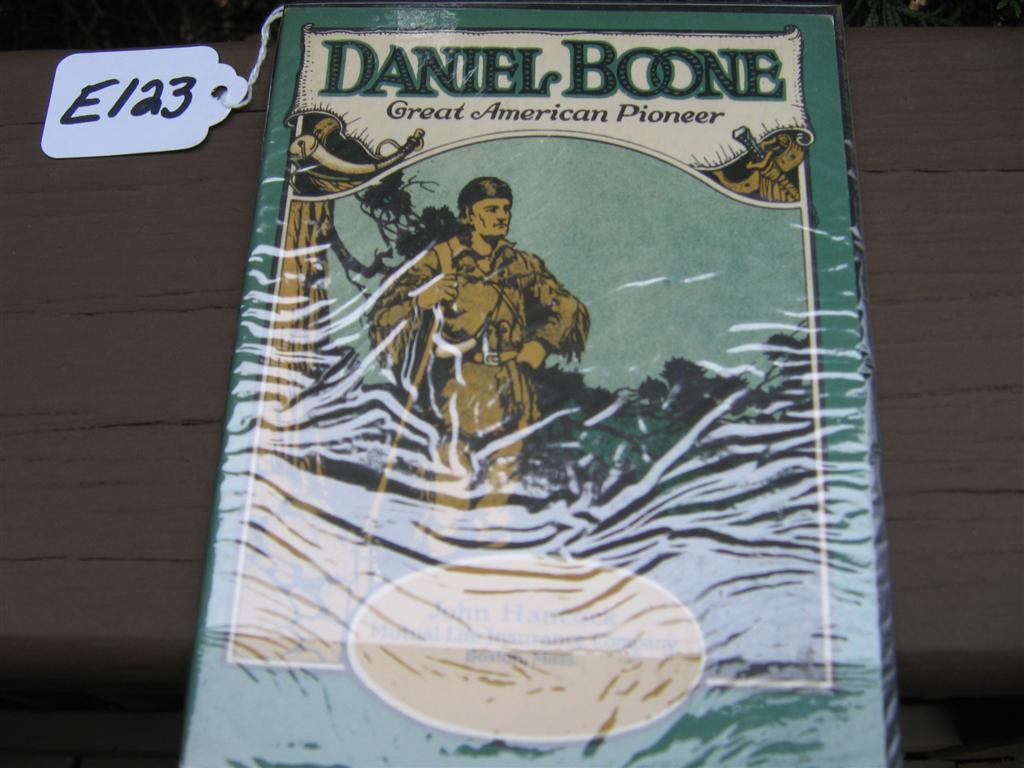 E123
DANIEL BOONE
Great American Pioneer
John Hancock
Mutual Life Insurance Company
Boston, Mass.